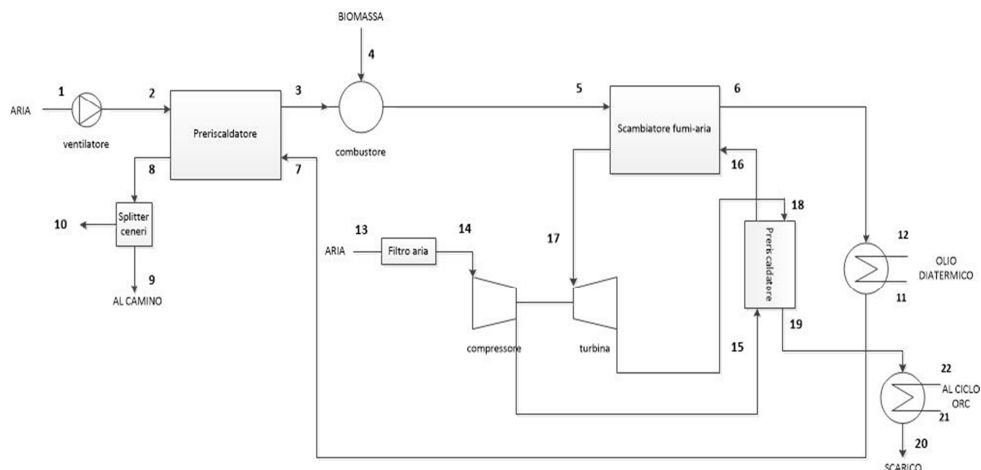 BIOMASSA
4
1
2
3
5
6
ARIA
ventilatore
Preriscaldatore
combustore
Scambiatore fumi-aria
8
7
16
10
Splitter
ceneri
9
AL CAMINO
13
14
ARIA
Filtro aria
17
18
Preriscaldatore
12
OLIO
DIATERMICO
11
compressore
turbina
15
19
22
AL CICLO
ORC
21
20
SCARICO